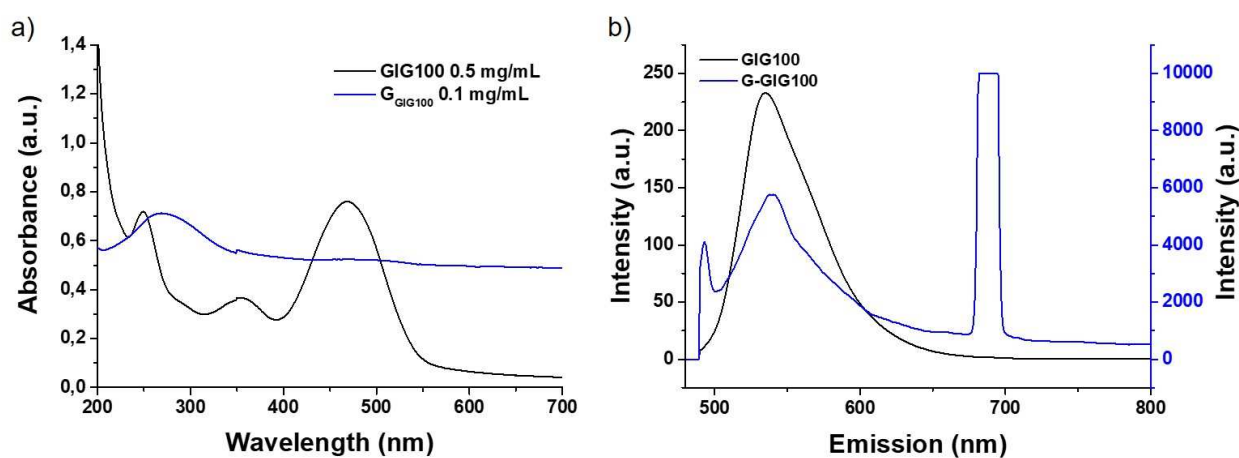 a)
1,4
1,2
1,0
0,8
0,6
0,4
0,2
0,0
Absorbance (a.u.)
GIG100 0.5 mg/mL
G_GIG100 0.1 mg/mL
200 300 400 500 600 700
Wavelength (nm)
b)
250
200
150
100
50
0
Intensity (a.u.)
GIG100
G-GIG100
10000
8000
6000
4000
2000
0
Intensity (a.u.)
500 600 700 800
Emission (nm)